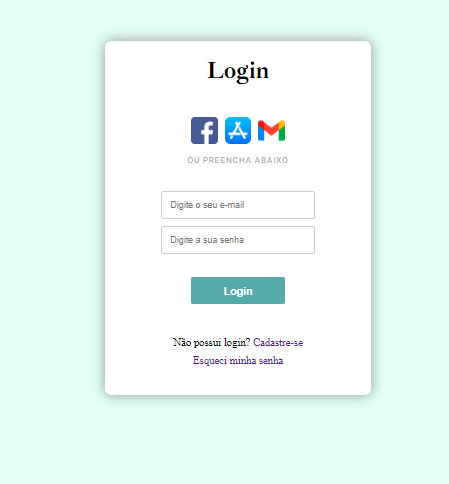 Login
OU PREENCHA ABAIXO
Digite o seu e-mail
Digite a sua senha
Login
Não possui login? Cadastre-se
Esqueci minha senha